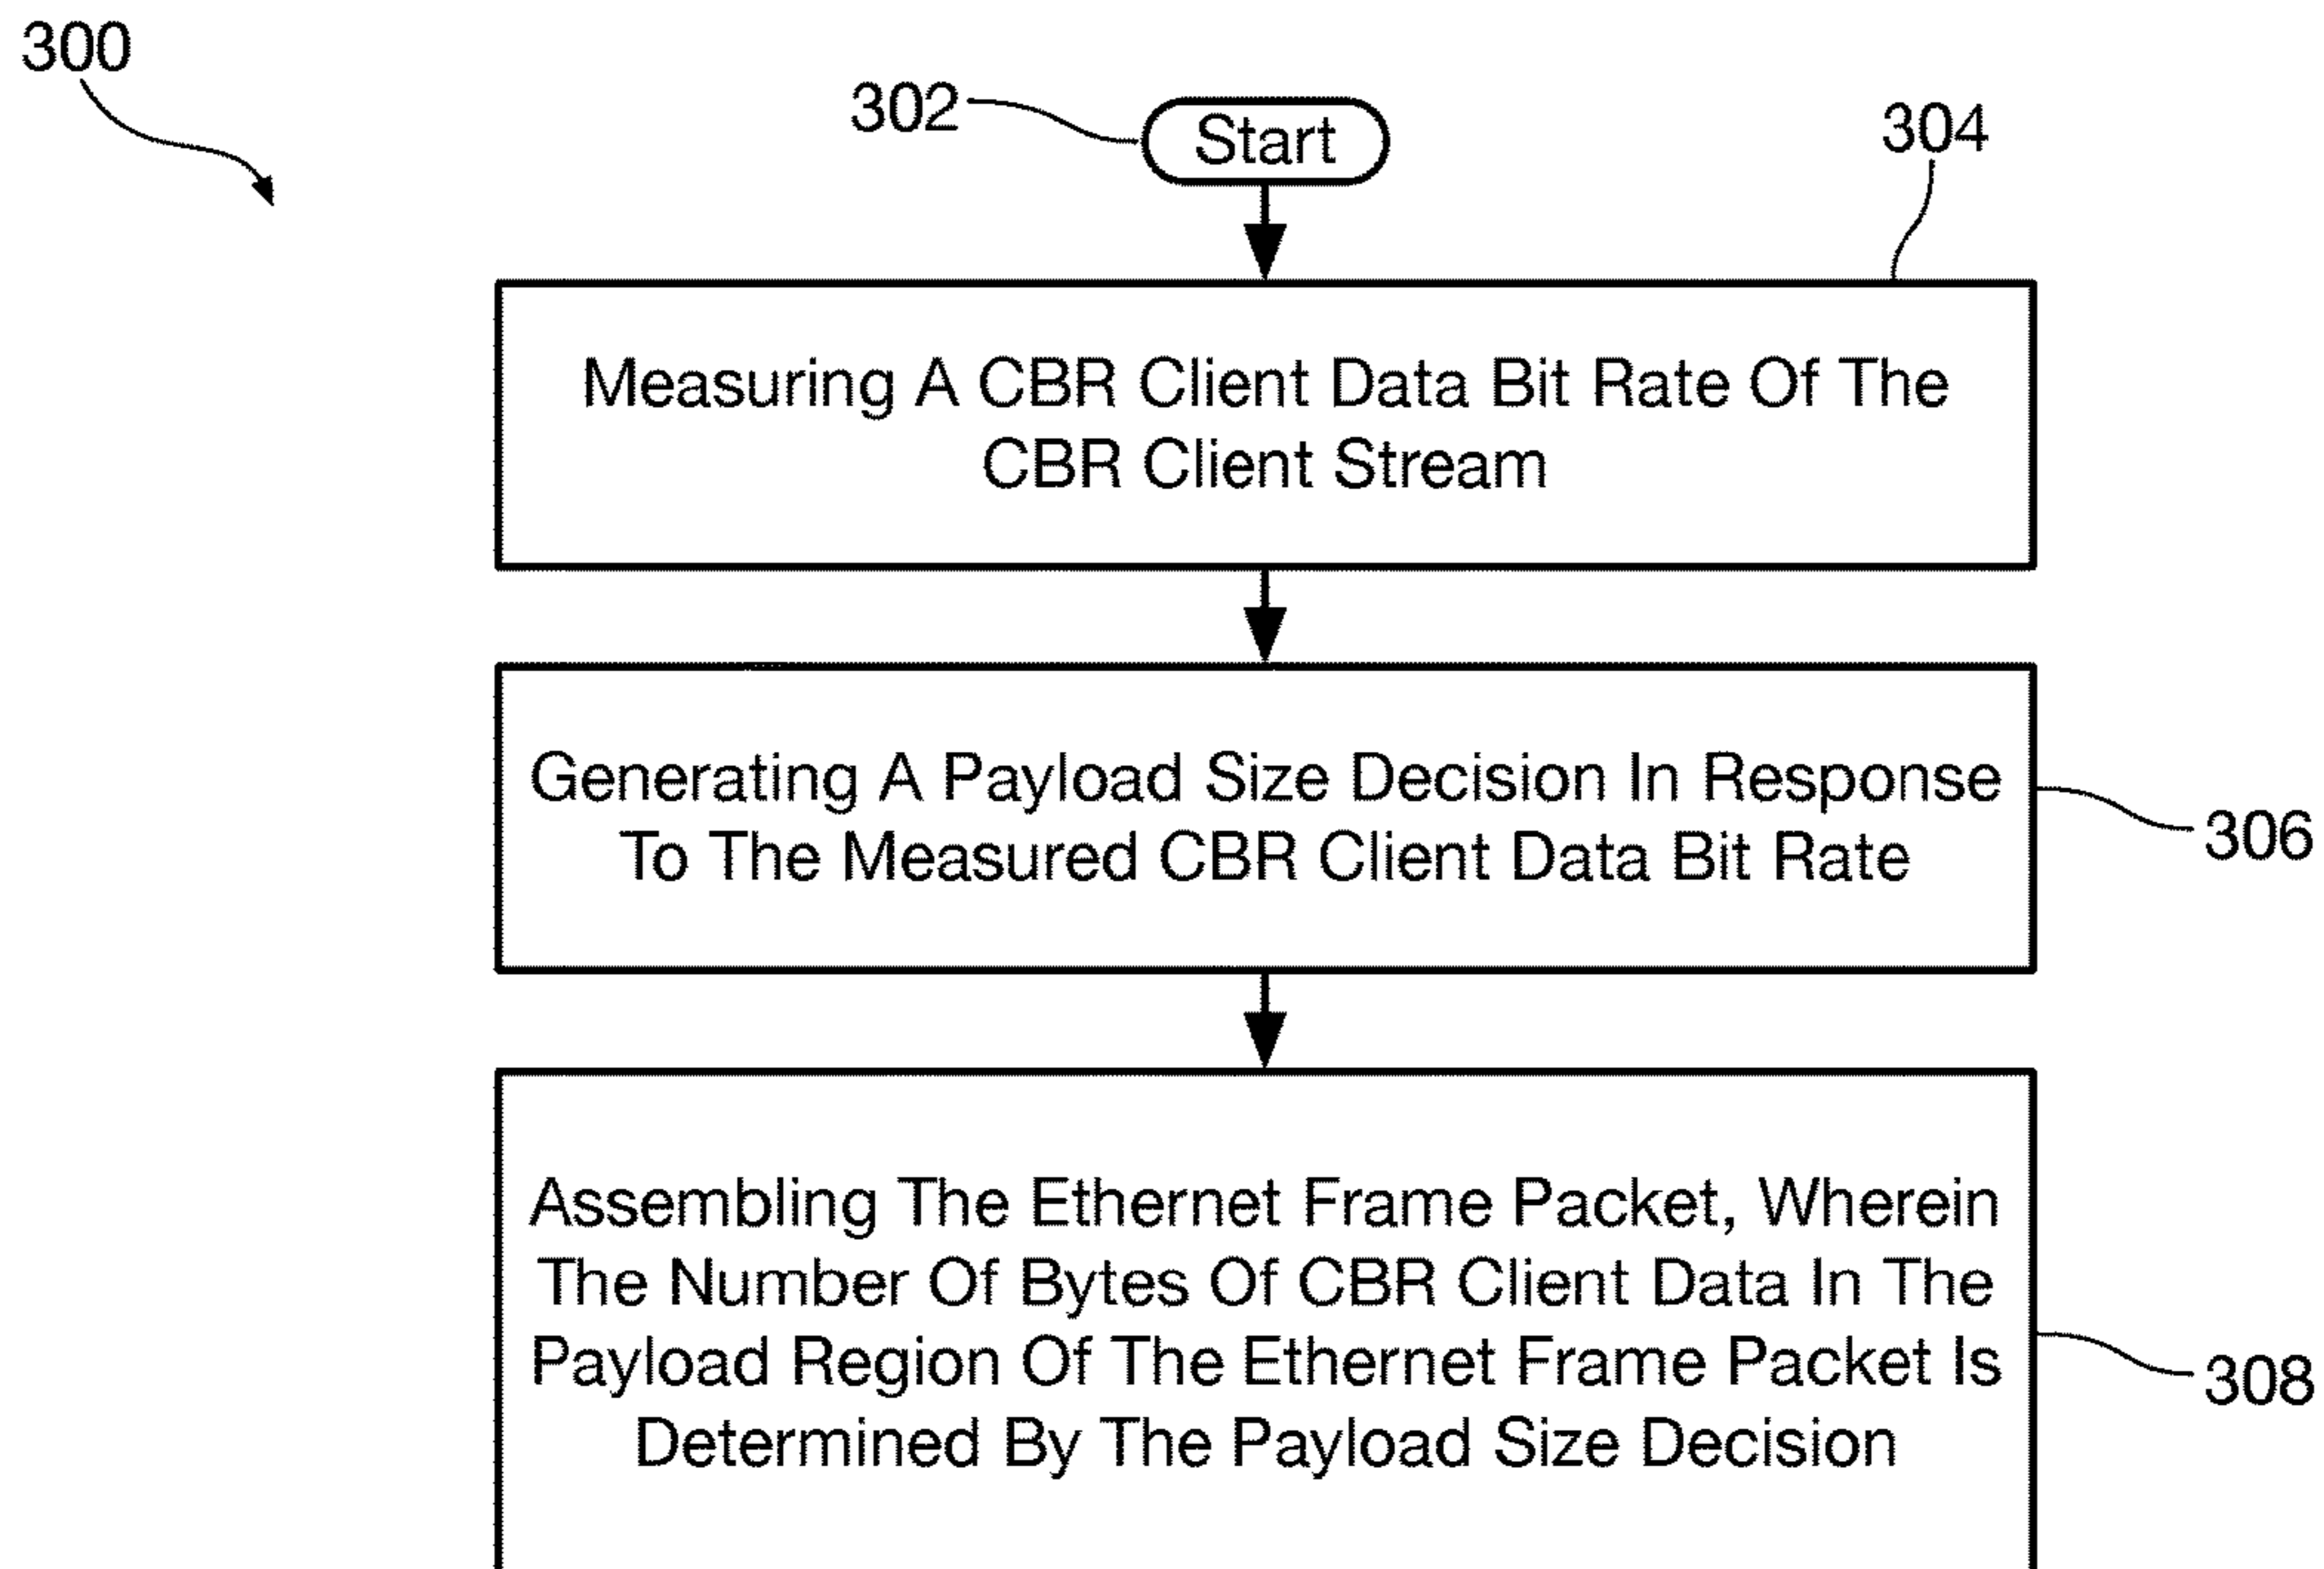 300
302
Start
304
Measuring A CBR Client Data Bit Rate Of The
CBR Client Stream
Generating A Payload Size Decision In Response
To The Measured CBR Client Data Bit Rate
306
Assembling The Ethernet Frame Packet, Wherein
The Number Of Bytes Of CBR Client Data In The
Payload Region Of The Ethernet Frame Packet Is
Determined By The Payload Size Decision
308